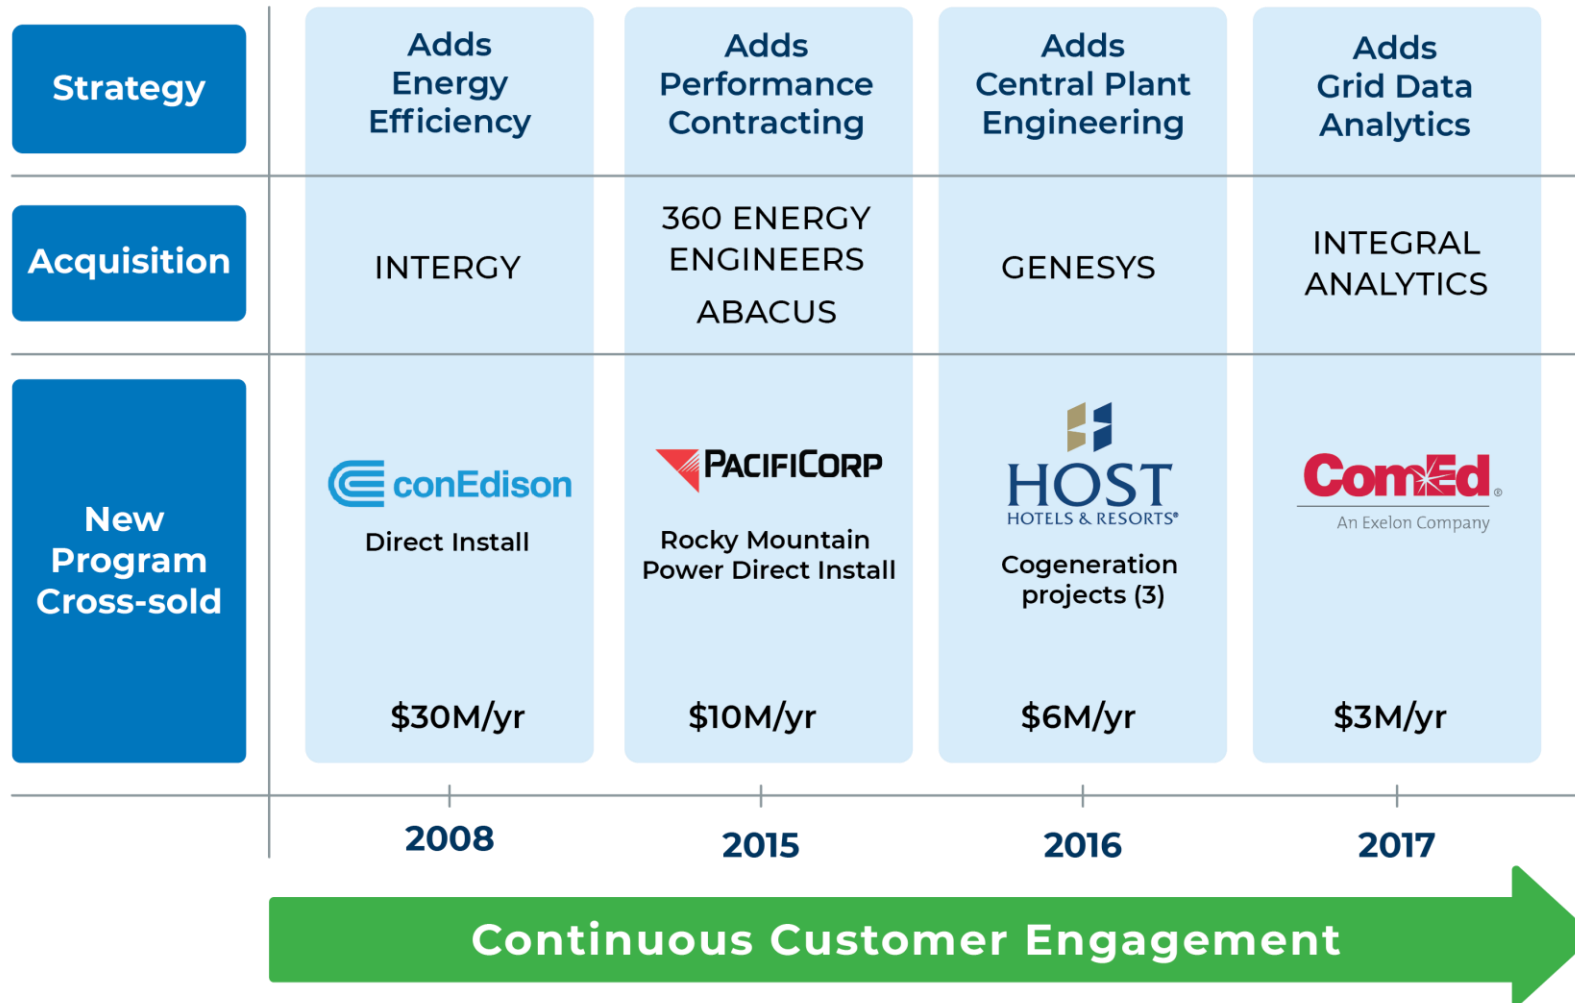 Strategy
Adds
Energy
Efficiency
Adds
Performance
Contracting
Adds
Central Plant
Engineering
Adds
Grid Data
Analytics
Acquisition
INTERGY
360 ENERGY
ENGINEERS
ABACUS
GENESYS
INTEGRAL
ANALYTICS
New
Program
Cross-sold
conEdison
Direct Install
$30M/yr
PACIFICORP
Rocky Mountain
Power Direct Install
$10M/yr
HOST
HOTELS & RESORTS®
Cogeneration
projects (3)
$6M/yr
ComEd®
An Exelon Company
$3M/yr
2008
2015
2016
2017
Continuous Customer Engagement